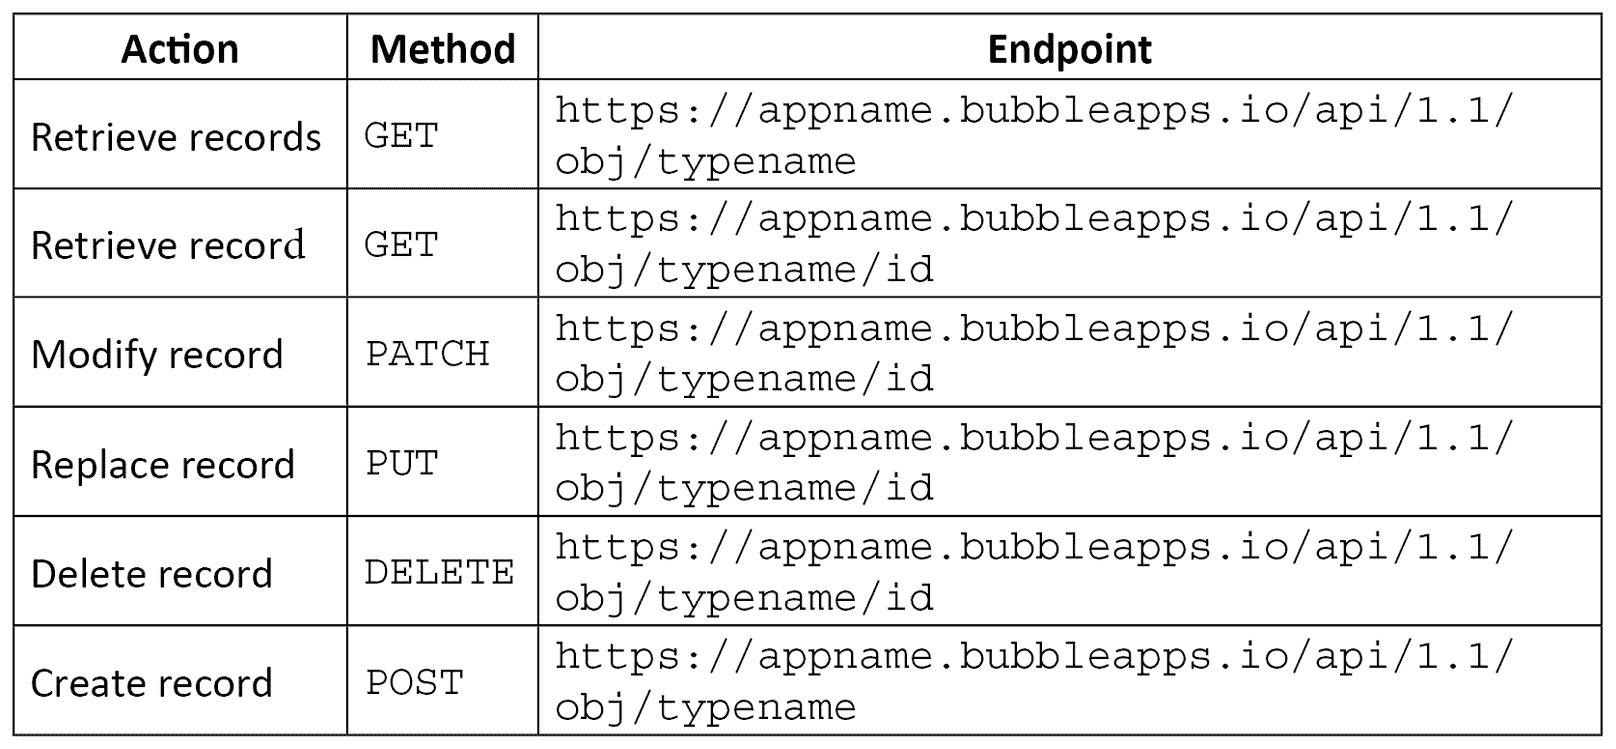 Action Method Endpoint
Retrieve records GET https://appname.bubbleapps.io/api/1.1/
obj/typename
Retrieve record GET https://appname.bubbleapps.io/api/1.1/
obj/typename/id
Modify record PATCH https://appname.bubbleapps.io/api/1.1/
obj/typename/id
Replace record PUT https://appname.bubbleapps.io/api/1.1/
obj/typename/id
Delete record DELETE https://appname.bubbleapps.io/api/1.1/
obj/typename/id
Create record POST https://appname.bubbleapps.io/api/1.1/
obj/typename